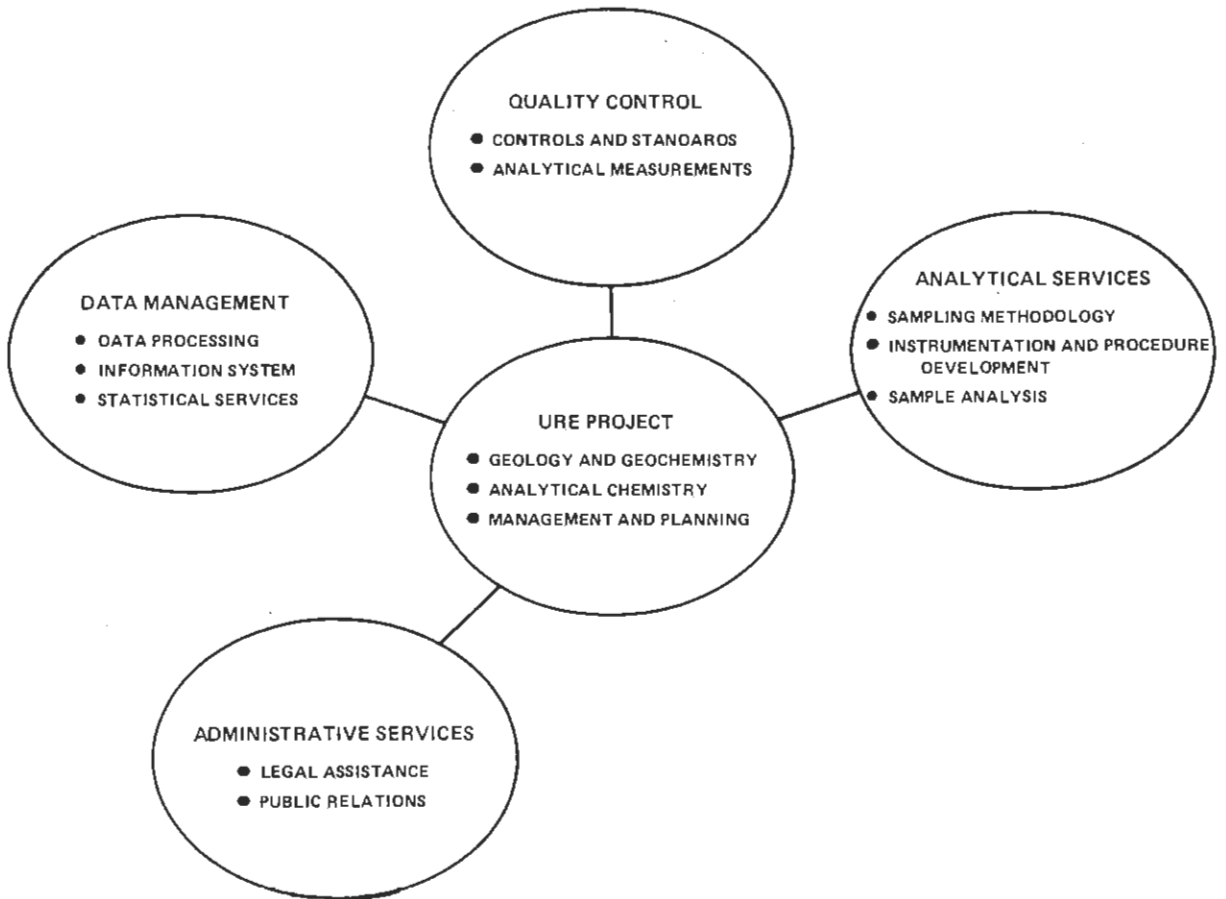 QUALITY CONTROL
● CONTROLS AND STANOAROS
● ANALYTICAL MEASUREMENTS
DATA MANAGEMENT
● OATA PROCESSING
● INFORMATION SYSTEM
● STATISTICAL SERVICES
ANALYTICAL SERVICES
● SAMPLING METHODOLOGY
● INSTRUMENTATION AND PROCEDURE
OEVELOPMENT
● SAMPLE ANALYSIS
URE PROJECT
● GEOLOGY AND GEOCHEMISTRY
● ANALYTICAL CHEMISTRY
● MANAGEMENT AND PLANNING
ADMINISTRATIVE SERVICES
● LEGAL ASSISTANCE
● PUBLIC RELATIONS